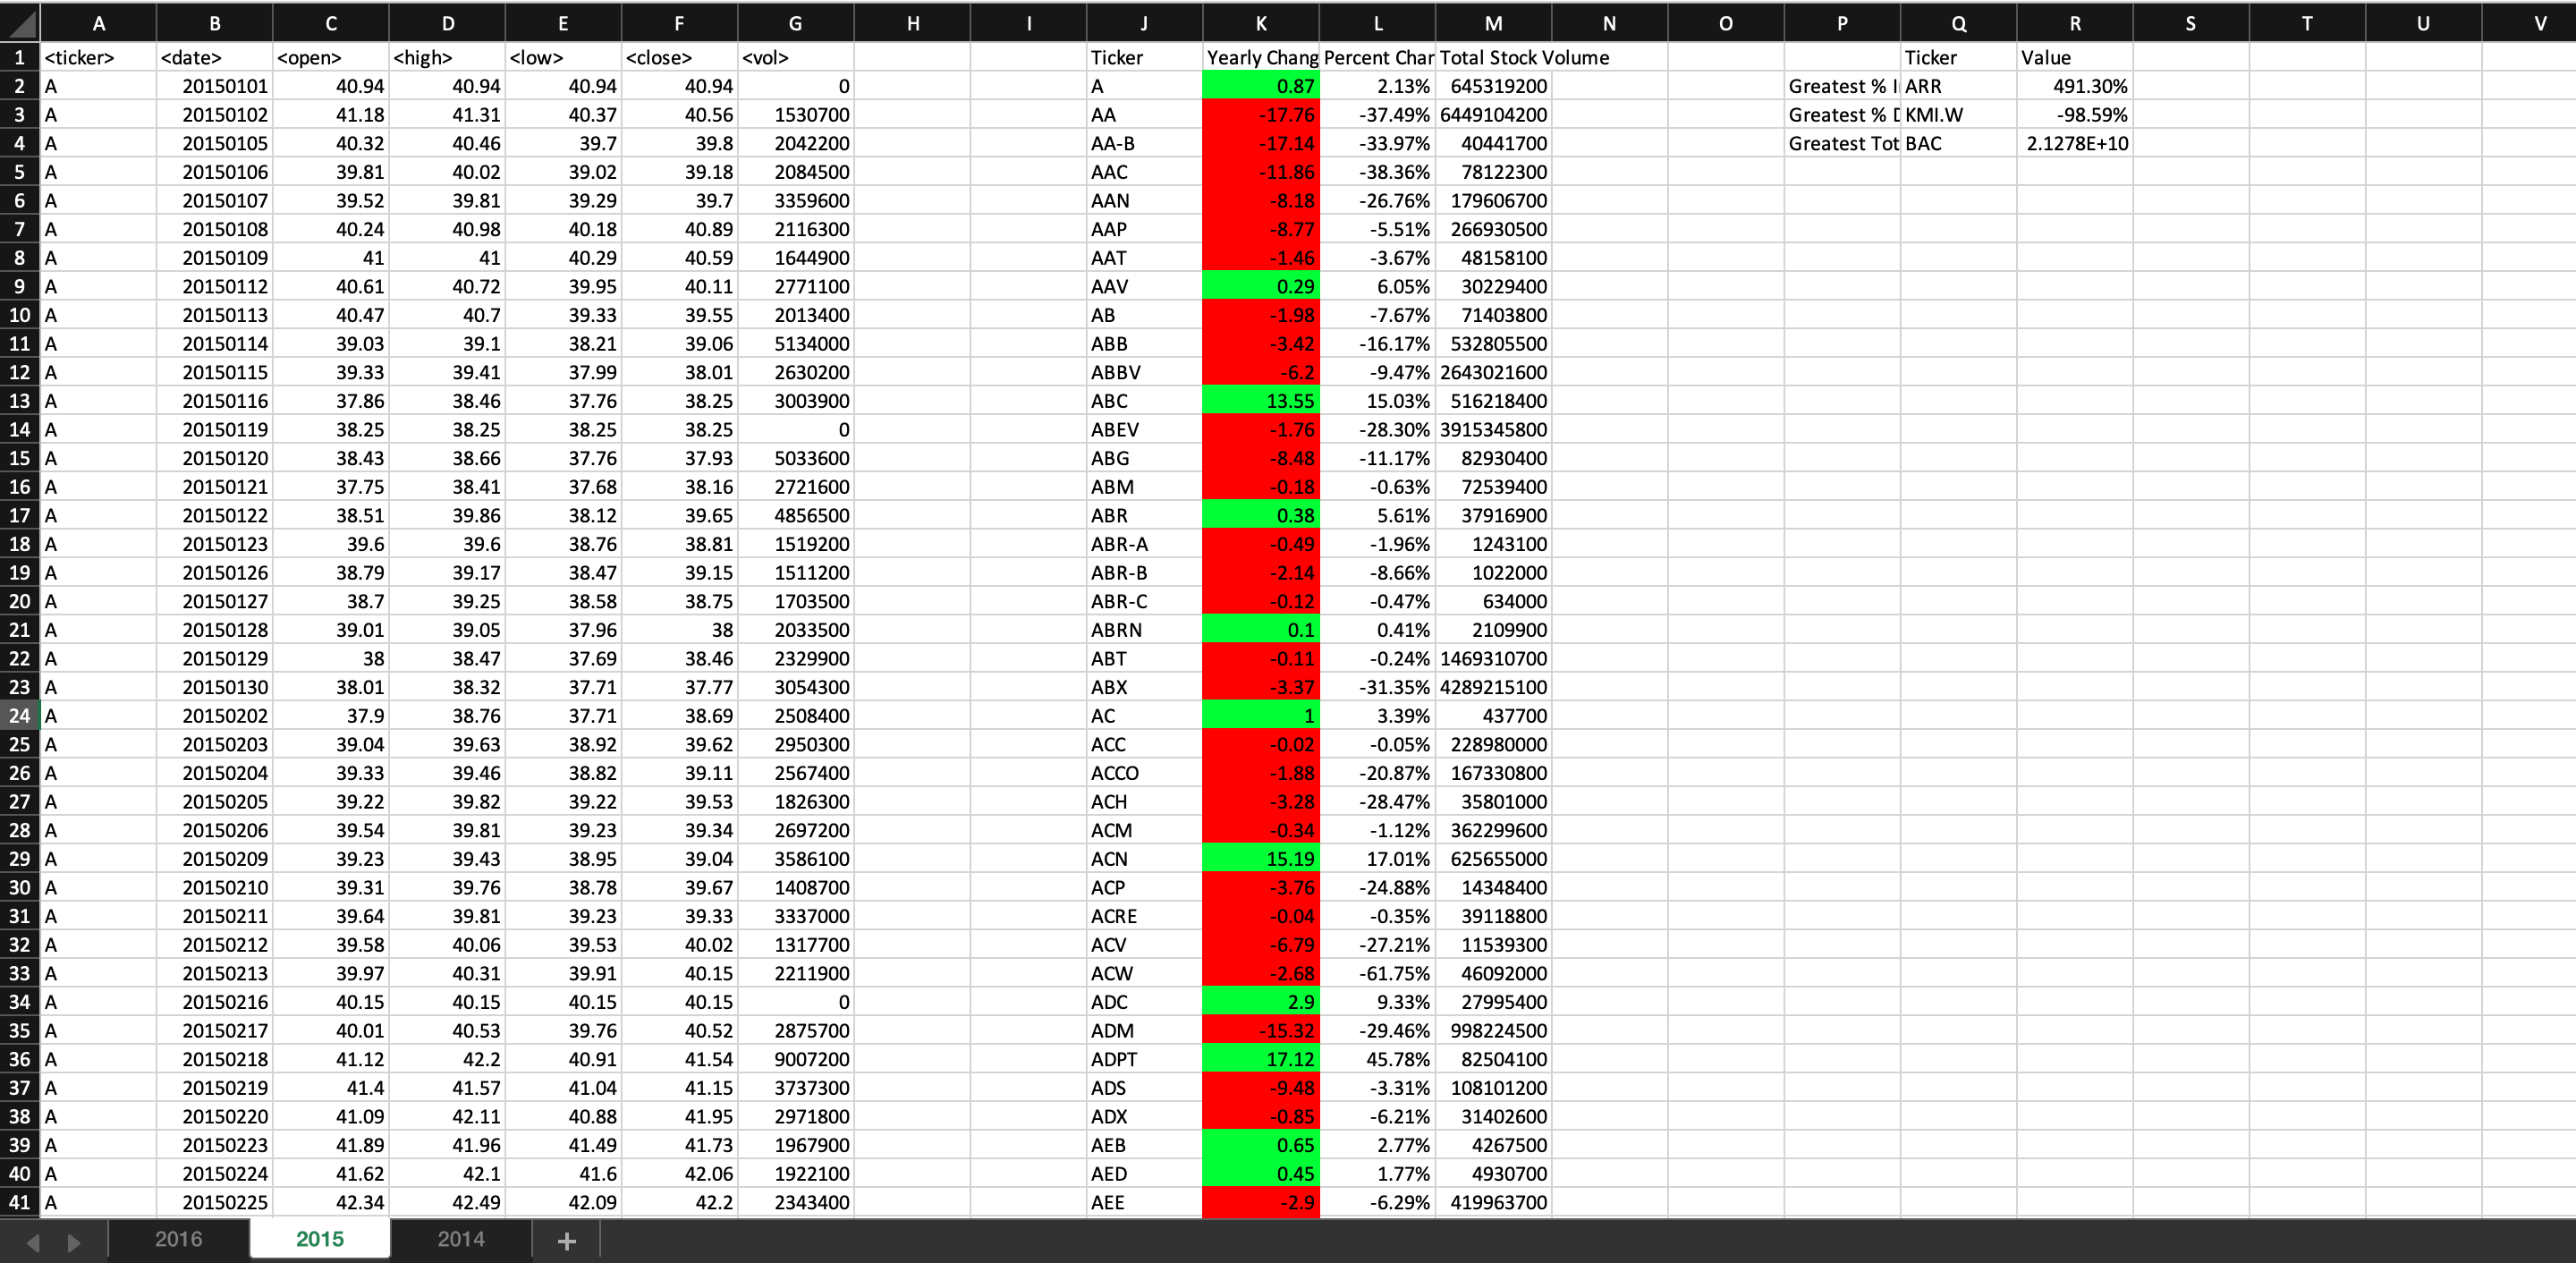 A B C D E F G H I J K L M N O P Q R S T U V
1 <ticker> <date> <open> <high> <low> <close> <vol> Ticker Yearly Chang Percent Char Total Stock Volume Ticker Value
2 A 20150101 40.94 40.94 40.94 40.94 0 A 0.87 2.13% 645319200 Greatest % I ARR 491.30%
3 A 20150102 41.18 41.31 40.37 40.56 1530700 AA -17.76 -37.49% 6449104200 Greatest % D KMI.W -98.59%
4 A 20150105 40.32 40.46 39.7 39.8 2042200 AA-B -17.14 -33.97% 40441700 Greatest Tot BAC 2.1278E+10
5 A 20150106 39.81 40.02 39.02 39.18 2084500 AAC -11.86 -38.36% 78122300
6 A 20150107 39.52 39.81 39.29 39.7 3359600 AAN -8.18 -26.76% 179606700
7 A 20150108 40.24 40.98 40.18 40.89 2116300 AAP -8.77 -5.51% 266930500
8 A 20150109 41 41 40.29 40.59 1644900 AAT -1.46 -3.67% 48158100
9 A 20150112 40.61 40.72 39.95 40.11 2771100 AAV 0.29 6.05% 30229400
10 A 20150113 40.47 40.7 39.33 39.55 2013400 AB -1.98 -7.67% 71403800
11 A 20150114 39.03 39.1 38.21 39.06 5134000 ABB -3.42 -16.17% 532805500
12 A 20150115 39.33 39.41 37.99 38.01 2630200 ABBV -6.2 -9.47% 2643021600
13 A 20150116 37.86 38.46 37.76 38.25 3003900 ABC 13.55 15.03% 516218400
14 A 20150119 38.25 38.25 38.25 38.25 0 ABEV -1.76 -28.30% 3915345800
15 A 20150120 38.43 38.66 37.76 37.93 5033600 ABG -8.48 -11.17% 82930400
16 A 20150121 37.75 38.41 37.68 38.16 2721600 ABM -0.18 -0.63% 72539400
17 A 20150122 38.51 39.86 38.12 39.65 4856500 ABR 0.38 5.61% 37916900
18 A 20150123 39.6 39.6 38.76 38.81 1519200 ABR-A -0.49 -1.96% 1243100
19 A 20150126 38.79 39.17 38.47 39.15 1511200 ABR-B -2.14 -8.66% 1022000
20 A 20150127 38.7 39.25 38.58 38.75 1703500 ABR-C -0.12 -0.47% 634000
21 A 20150128 39.01 39.05 37.96 38 2033500 ABRN 0.1 0.41% 2109900
22 A 20150129 38 38.47 37.69 38.46 2329900 ABT -0.11 -0.24% 1469310700
23 A 20150130 38.01 38.32 37.71 37.77 3054300 ABX -3.37 -31.35% 4289215100
24 A 20150202 37.9 38.76 37.71 38.69 2508400 AC 1 3.39% 437700
25 A 20150203 39.04 39.63 38.92 39.62 2950300 ACC -0.02 -0.05% 228980000
26 A 20150204 39.33 39.46 38.82 39.11 2567400 ACCO -1.88 -20.87% 167330800
27 A 20150205 39.22 39.82 39.22 39.53 1826300 ACH -3.28 -28.47% 35801000
28 A 20150206 39.54 39.81 39.23 39.34 2697200 ACM -0.34 -1.12% 362299600
29 A 20150209 39.23 39.43 38.95 39.04 3586100 ACN 15.19 17.01% 625655000
30 A 20150210 39.31 39.76 38.78 39.67 1408700 ACP -3.76 -24.88% 14348400
31 A 20150211 39.64 39.81 39.23 39.33 3337000 ACRE -0.04 -0.35% 39118800
32 A 20150212 39.58 40.06 39.53 40.02 1317700 ACV -6.79 -27.21% 11539300
33 A 20150213 39.97 40.31 39.91 40.15 2211900 ACW -2.68 -61.75% 46092000
34 A 20150216 40.15 40.15 40.15 40.15 0 ADC 2.9 9.33% 27995400
35 A 20150217 40.01 40.53 39.76 40.52 2875700 ADM -15.32 -29.46% 998224500
36 A 20150218 41.12 42.2 40.91 41.54 9007200 ADPT 17.12 45.78% 82504100
37 A 20150219 41.4 41.57 41.04 41.15 3737300 ADS -9.48 -3.31% 108101200
38 A 20150220 41.09 42.11 40.88 41.95 2971800 ADX -0.85 -6.21% 31402600
39 A 20150223 41.89 41.96 41.49 41.73 1967900 AEB 0.65 2.77% 4267500
40 A 20150224 41.62 42.1 41.6 42.06 1922100 AED 0.45 1.77% 4930700
41 A 20150225 42.34 42.49 42.09 42.2 2343400 AEE -2.9 -6.29% 419963700
2016 2015 2014 +